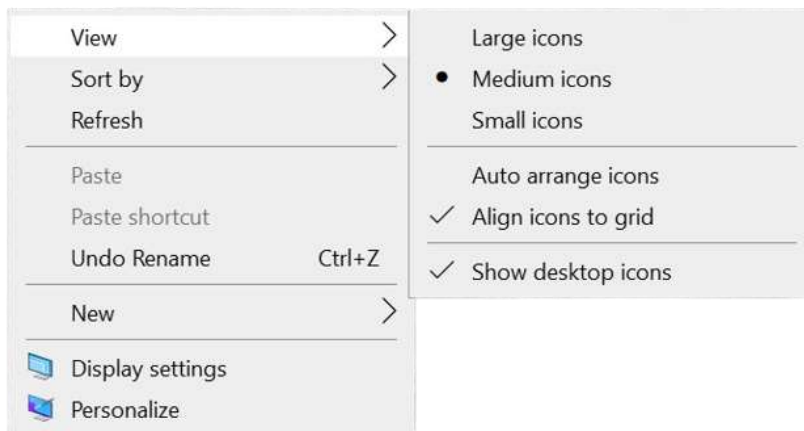 View
Sort by
Refresh
Paste
Paste shortcut
Undo Rename Ctrl+Z
New
Display settings
Personalize
Large icons
Medium icons
Small icons
Auto arrange icons
Align icons to grid
Show desktop icons